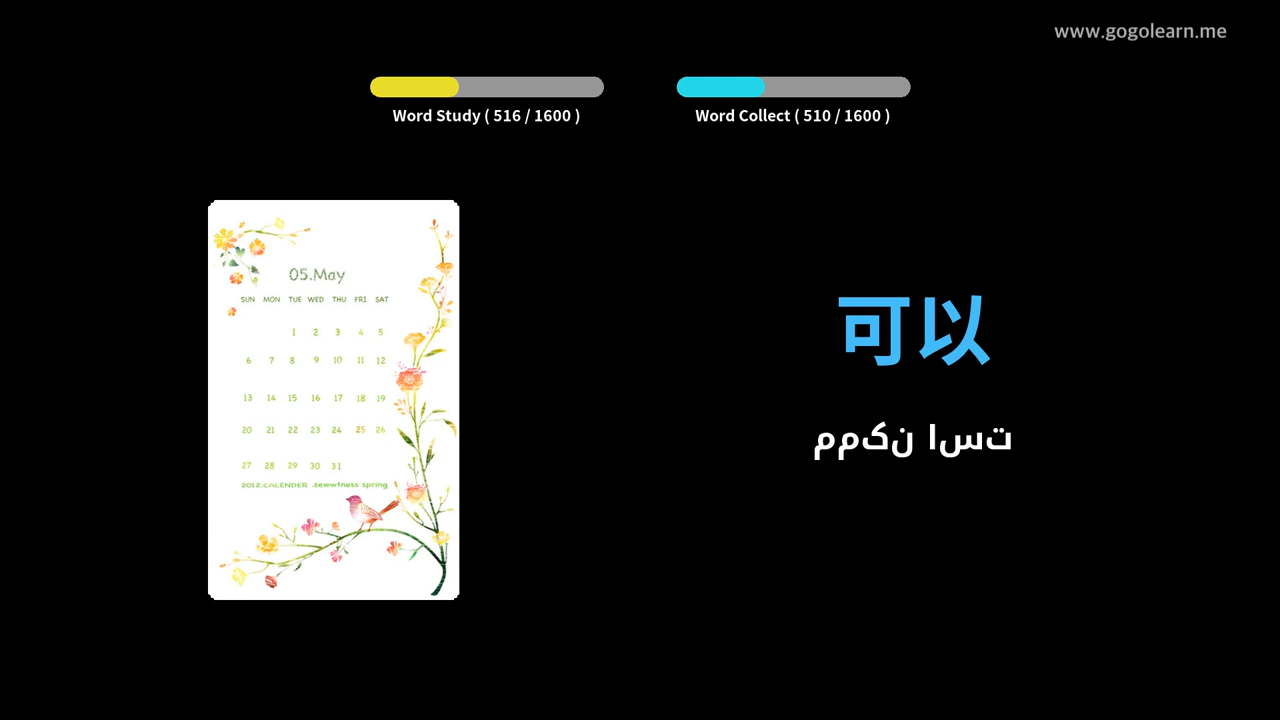 www.gogolearn.me
Word Study ( 516 / 1600 )
Word Collect ( 510 / 1600 )
05.May
SUN MON TUE WED THU FRI SAT
1 2 3 4 5
6 7 8 9 10 11 12
13 14 15 16 17 18 19
20 21 22 23 24 25 26
27 28 29 30 31
2012.CALENDER .sewwtness spring
可以
ممکن است